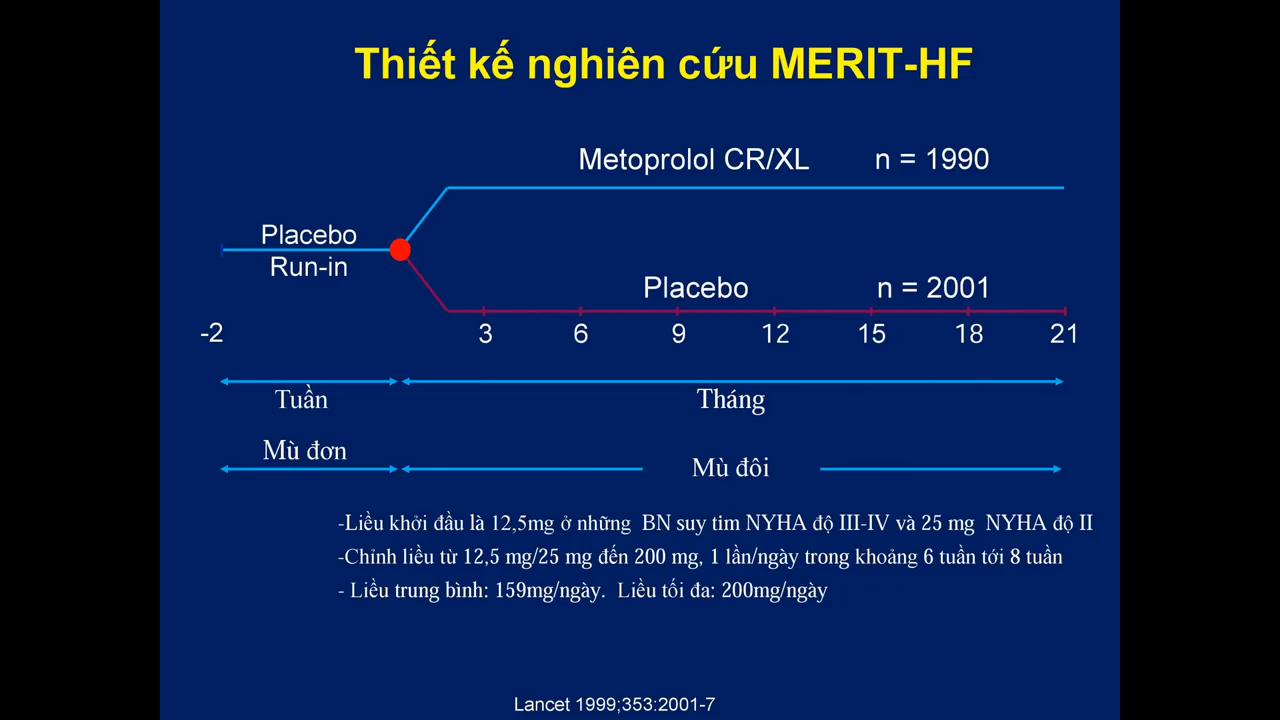 Thiết kế nghiên cứu MERIT-HF
Metoprolol CR/XL n = 1990
Placebo
Run-in
Placebo n = 2001
-2 3 6 9 12 15 18 21
Tuần Tháng
Mù đơn Mù đôi
-Liều khởi đầu là 12,5mg ở những BN suy tim NYHA độ III-IV và 25 mg NYHA độ II
-Chỉnh liều từ 12,5 mg/25 mg đến 200 mg, 1 lần/ngày trong khoảng 6 tuần tới 8 tuần
- Liều trung bình: 159mg/ngày. Liều tối đa: 200mg/ngày
Lancet 1999;353:2001-7